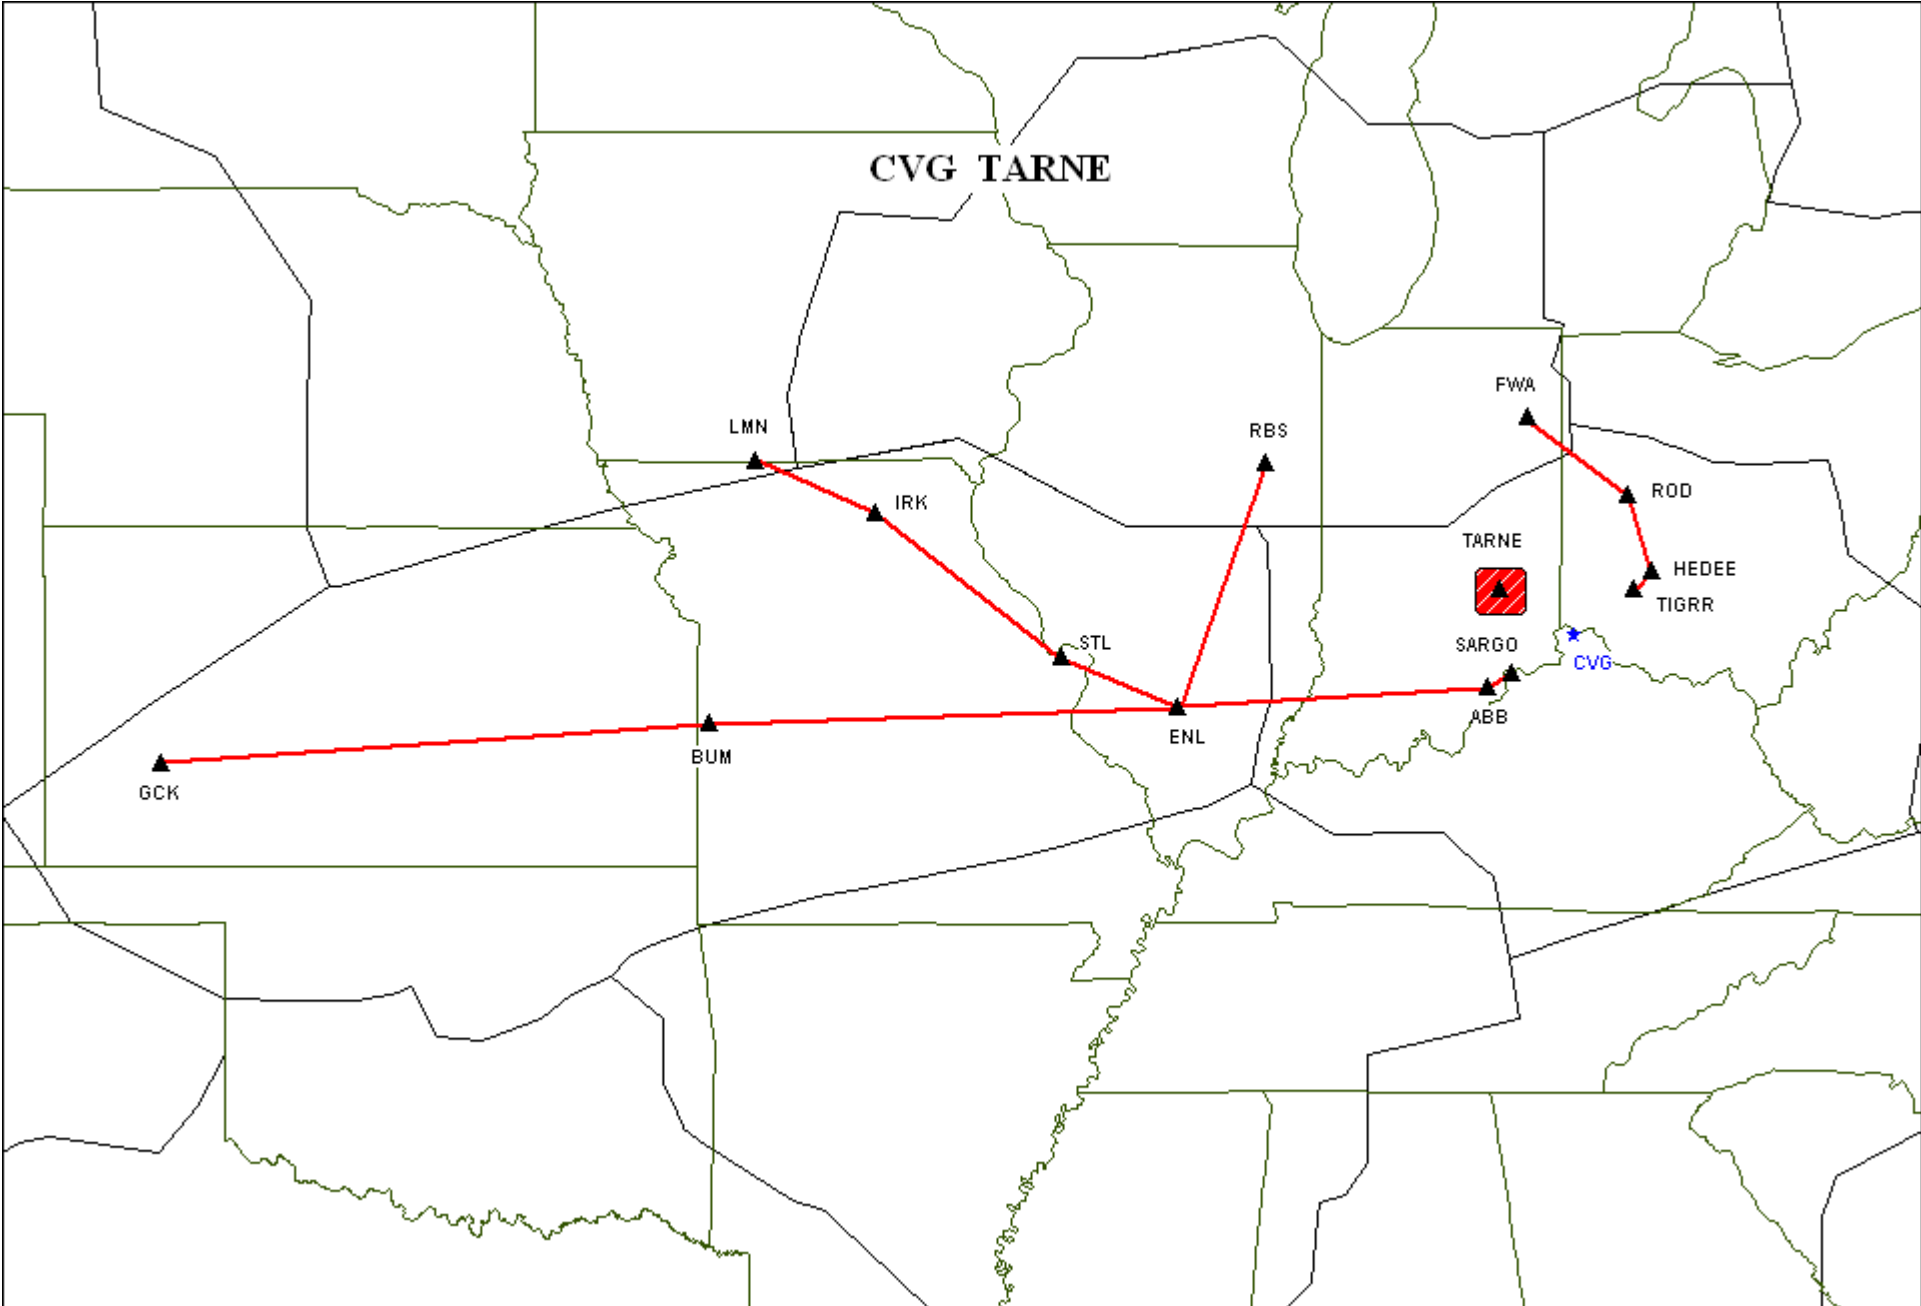 CVG TARNE
FWA
LMN
RBS
ROD
IRK
TARNE
HEDEE
TIGRR
STL
SARGO
CVG
ABB
ENL
BUM
GCK